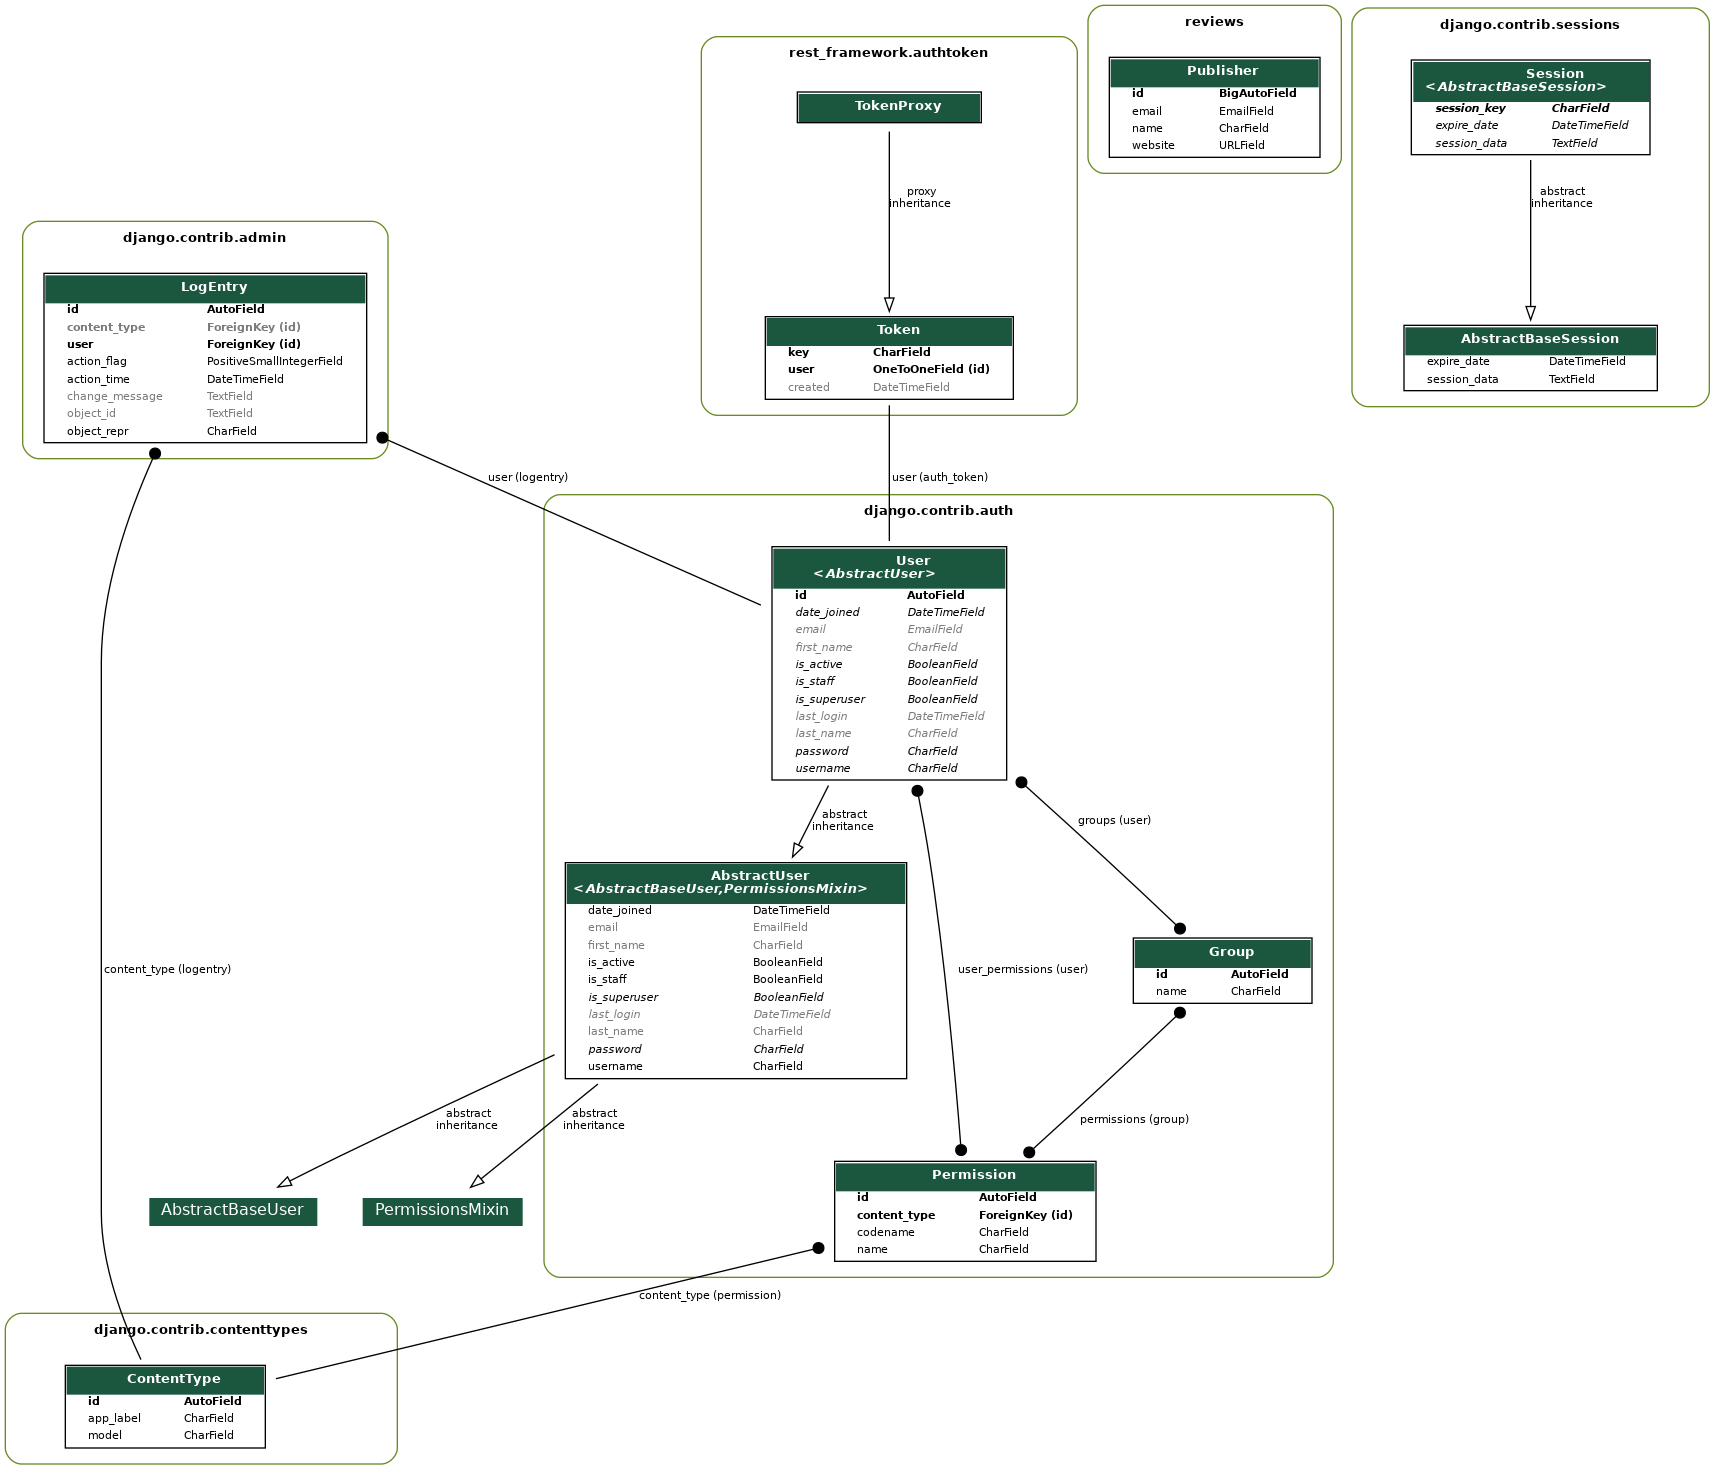 reviews
Publisher
id BigAutoField
email EmailField
name CharField
website URLField
django.contrib.sessions
Session
<AbstractBaseSession>
session_key CharField
expire_date DateTimeField
session_data TextField
abstract
inheritance
AbstractBaseSession
expire_date DateTimeField
session_data TextField
rest_framework.authtoken
TokenProxy
proxy
inheritance
Token
key CharField
user OneToOneField (id)
created DateTimeField
django.contrib.admin
LogEntry
id AutoField
content_type ForeignKey (id)
user ForeignKey (id)
action_flag PositiveSmallIntegerField
action_time DateTimeField
change_message TextField
object_id TextField
object_repr CharField
user (logentry)
user (auth_token)
django.contrib.auth
User
<AbstractUser>
id AutoField
date_joined DateTimeField
email EmailField
first_name CharField
is_active BooleanField
is_staff BooleanField
is_superuser BooleanField
last_login DateTimeField
last_name CharField
password CharField
username CharField
abstract
inheritance
groups (user)
AbstractUser
<AbstractBaseUser,PermissionsMixin>
date_joined DateTimeField
email EmailField
first_name CharField
is_active BooleanField
is_staff BooleanField
is_superuser BooleanField
last_login DateTimeField
last_name CharField
password CharField
username CharField
content_type (logentry)
user_permissions (user)
Group
id AutoField
name CharField
abstract
inheritance
abstract
inheritance
permissions (group)
AbstractBaseUser
PermissionsMixin
Permission
id AutoField
content_type ForeignKey (id)
codename CharField
name CharField
content_type (permission)
django.contrib.contenttypes
ContentType
id AutoField
app_label CharField
model CharField